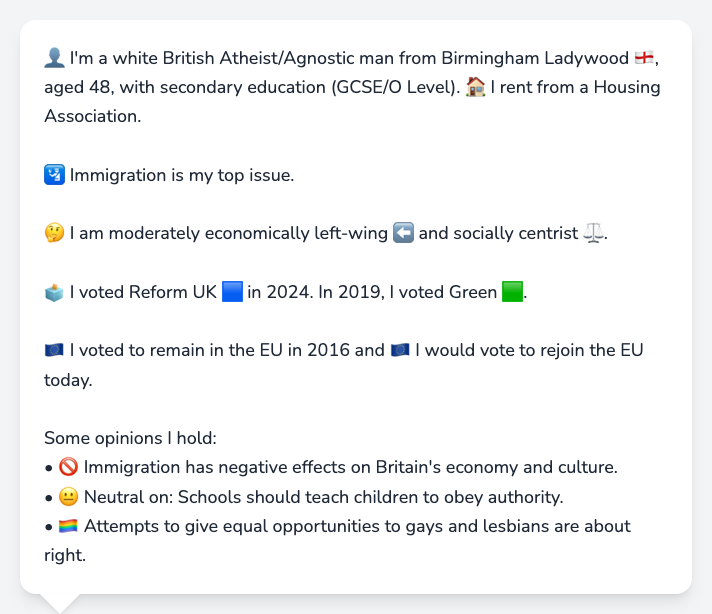 👤 I'm a white British Atheist/Agnostic man from Birmingham Ladywood 🏴󠁧󠁢󠁥󠁮󠁧󠁿,
aged 48, with secondary education (GCSE/O Level). 🏠 I rent from a Housing
Association.
🛂 Immigration is my top issue.
🤔 I am moderately economically left-wing ⬅️ and socially centrist ⚖️.
🗳️ I voted Reform UK 🟦 in 2024. In 2019, I voted Green 🟩.
🇪🇺 I voted to remain in the EU in 2016 and 🇪🇺 I would vote to rejoin the EU
today.
Some opinions I hold:
• 🚫 Immigration has negative effects on Britain's economy and culture.
• 😐 Neutral on: Schools should teach children to obey authority.
• 🏳️‍🌈 Attempts to give equal opportunities to gays and lesbians are about
right.